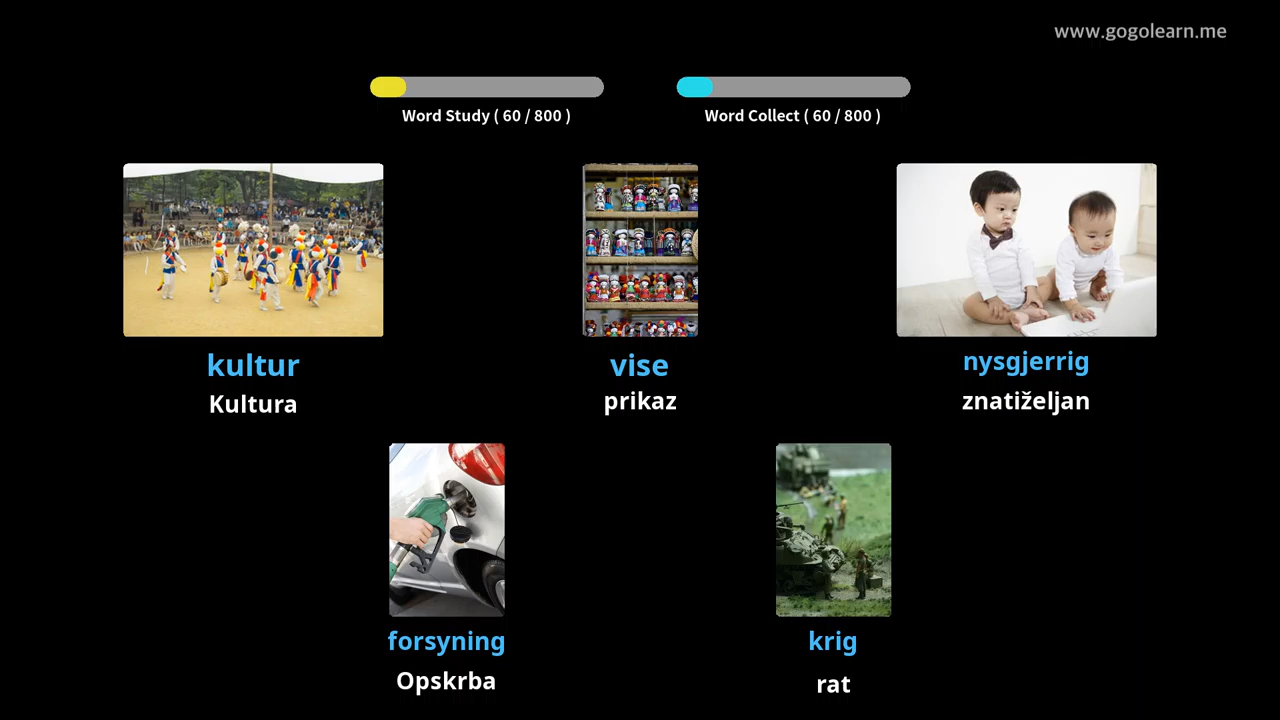 www.gogolearn.me
Word Study ( 60 / 800 )
Word Collect ( 60 / 800 )
kultur
Kultura
vise
prikaz
nysgjerrig
znatiželjan
forsyning
Opskrba
krig
rat